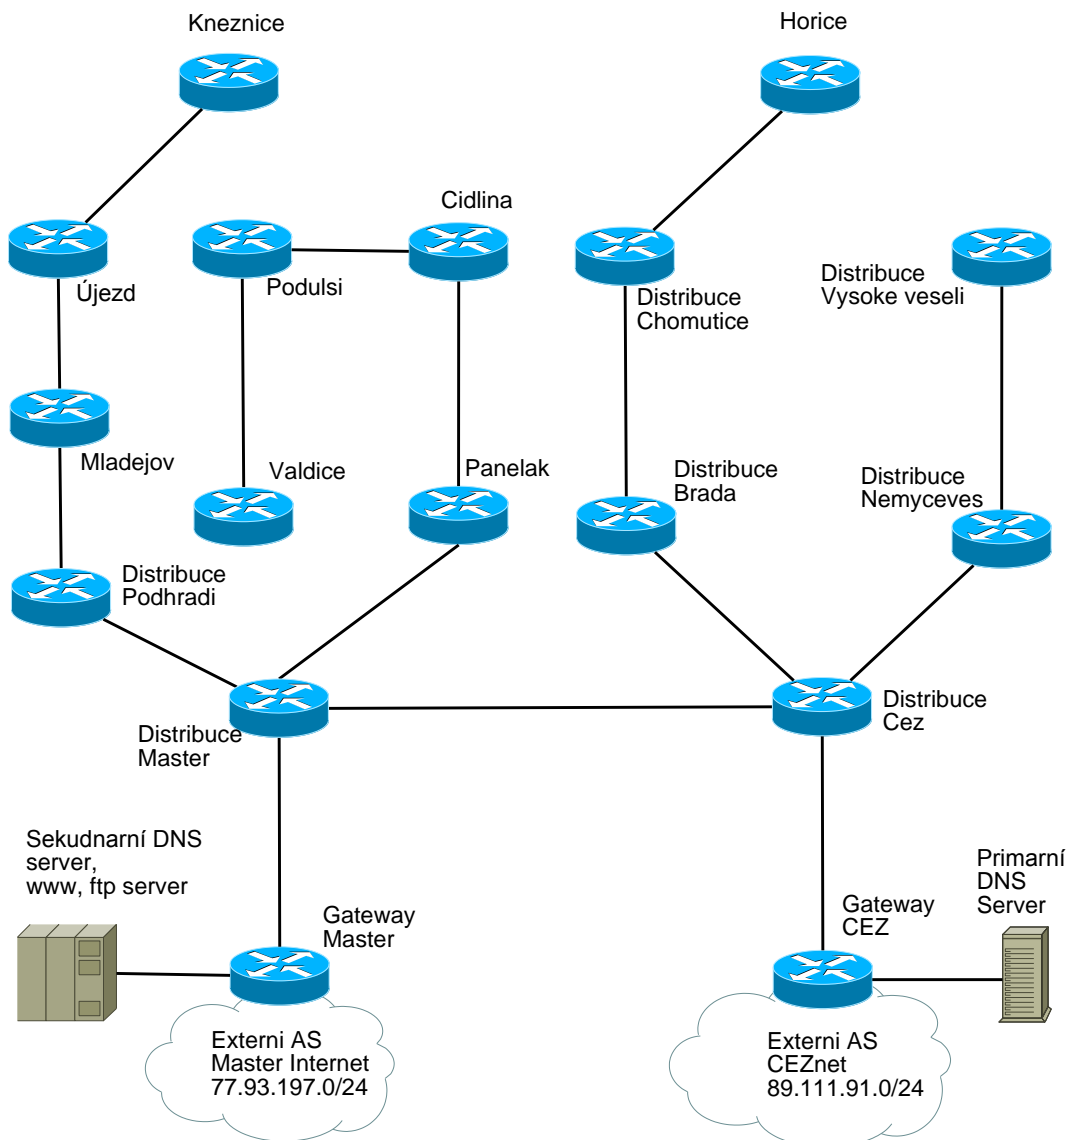 Kneznice
Horice
Cidlina
Újezd
Podulsi
Distribuce
Chomutice
Distribuce
Vysoke veseli
Mladejov
Valdice
Panelak
Distribuce
Brada
Distribuce
Nemyceves
Distribuce
Podhradi
Distribuce
Master
Distribuce
Cez
Sekudnarní DNS
server,
www, ftp server
Gateway
Master
Gateway
CEZ
Primarní
DNS
Server
Externi AS
Master Internet
77.93.197.0/24
Externi AS
CEZnet
89.111.91.0/24